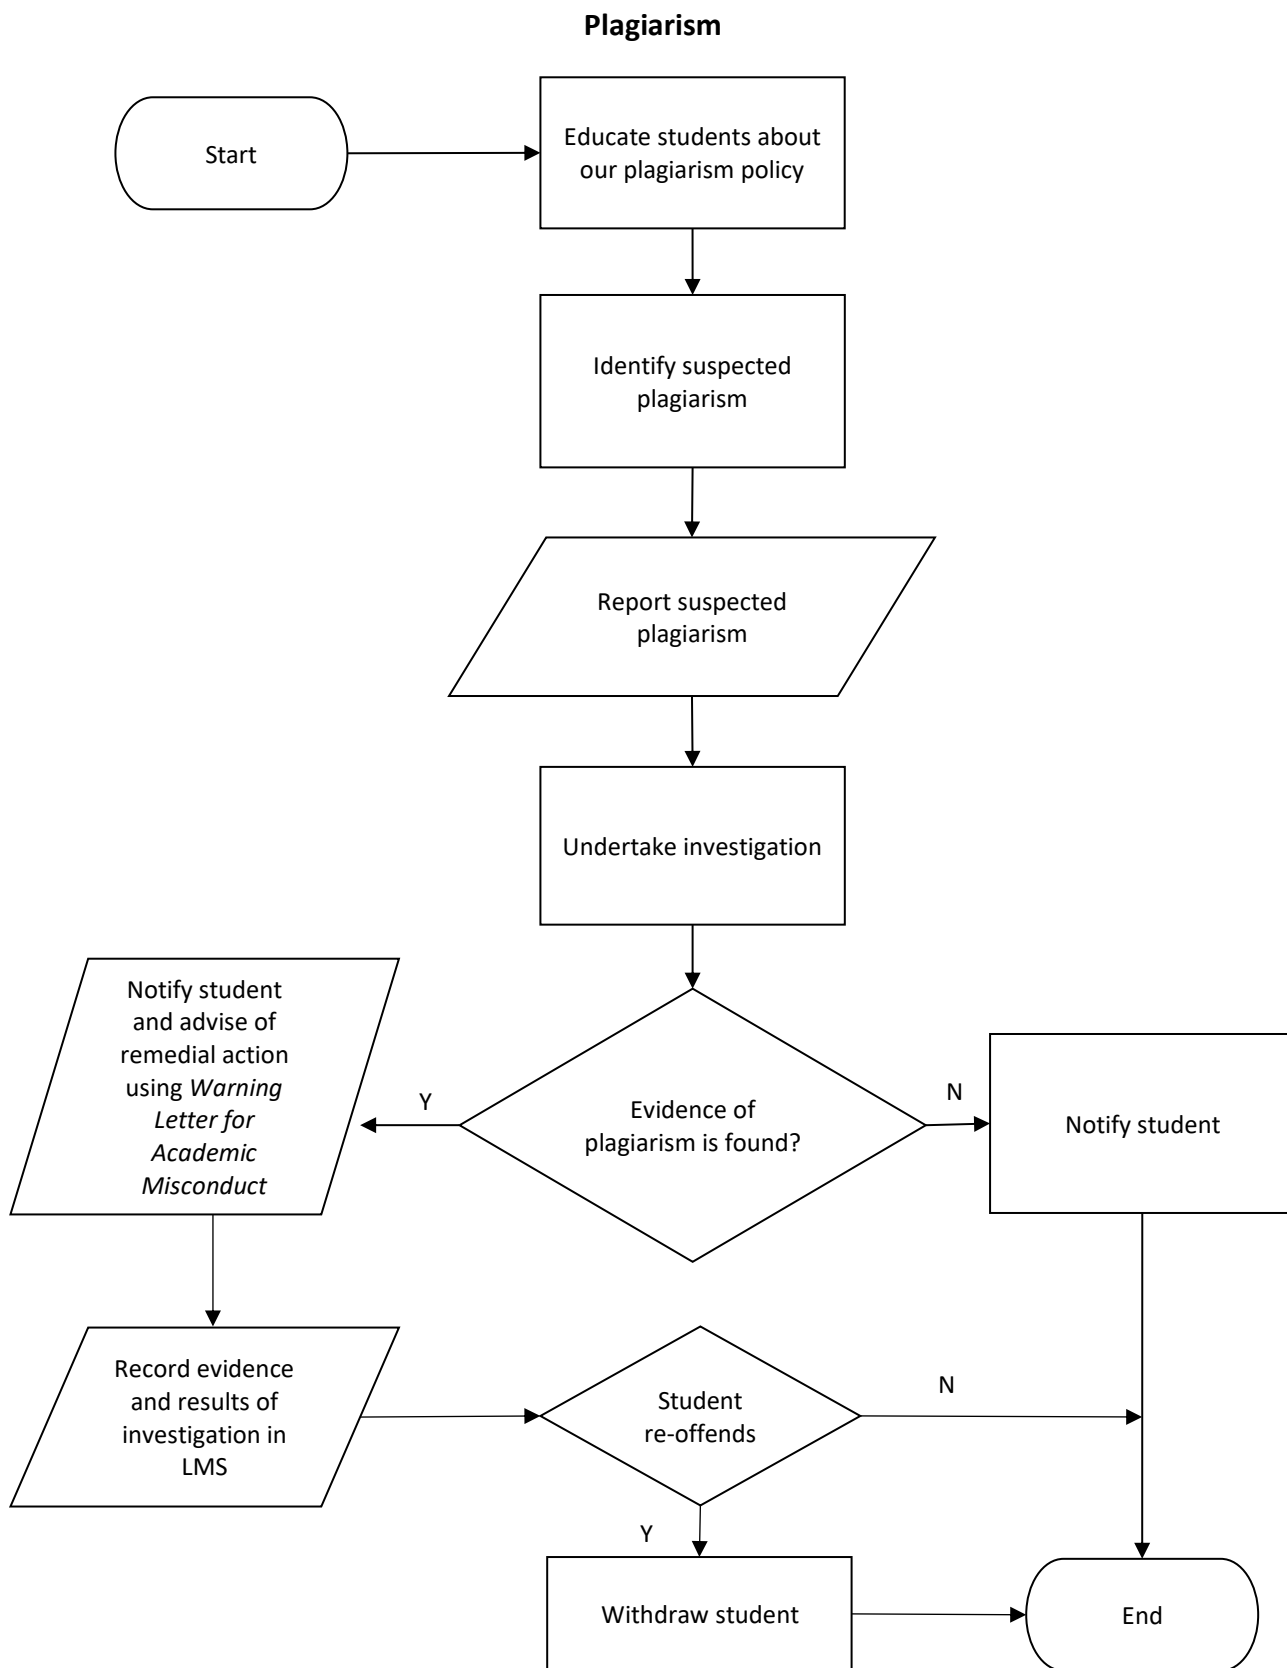 Plagiarism
Start
Educate students about
our plagiarism policy
Identify suspected
plagiarism
Report suspected
plagiarism
Undertake investigation
Notify student
and advise of
remedial action
using Warning
Letter for
Academic
Misconduct
Y
Evidence of
plagiarism is found?
N
Notify student
Record evidence
and results of
investigation in
LMS
Student
re-offends
N
Y
Withdraw student
End